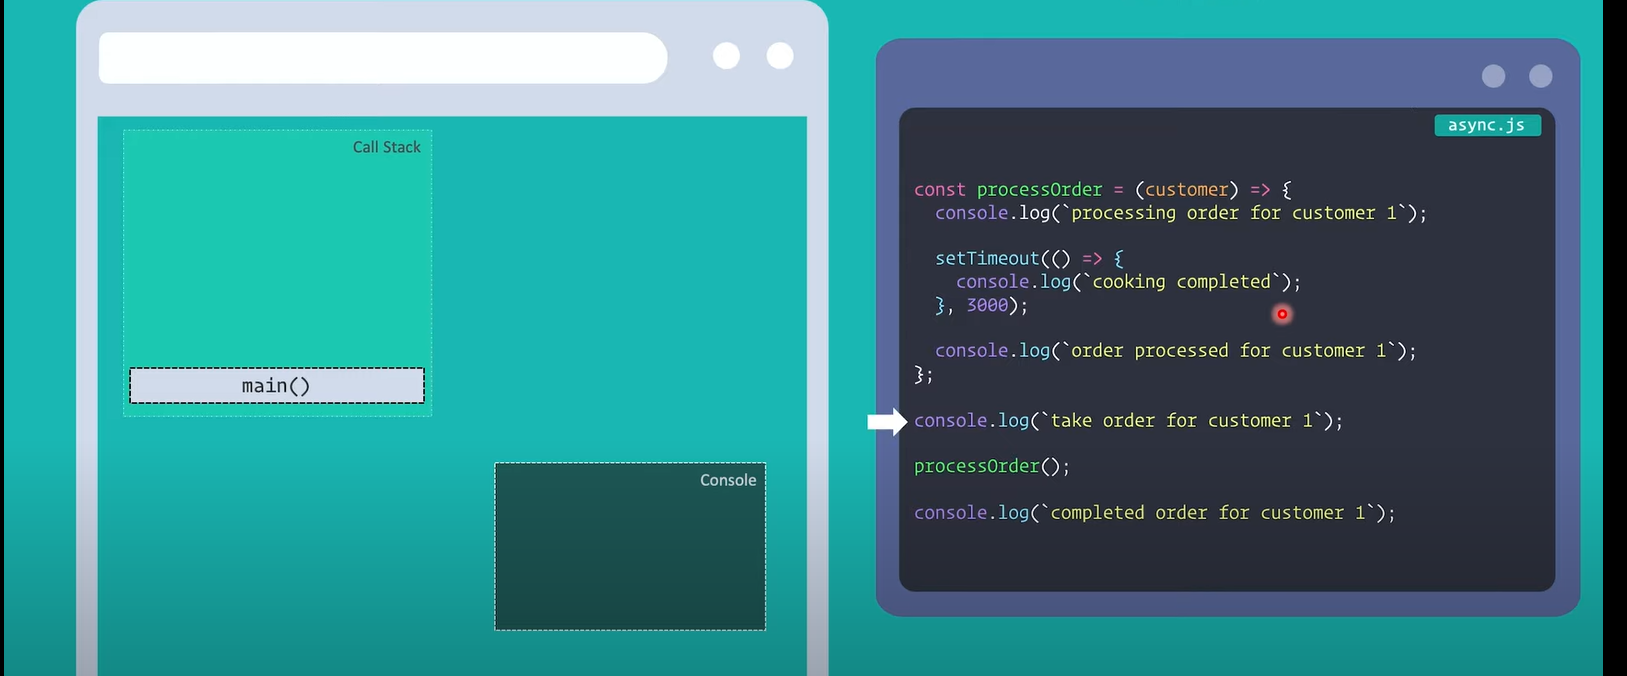 Call Stack
main()
Console
async.js
const processOrder = (customer) => {
  console.log(`processing order for customer 1`);
  setTimeout(() => {
    console.log(`cooking completed`);
  }, 3000);
  console.log(`order processed for customer 1`);
};
console.log(`take order for customer 1`);
processOrder();
console.log(`completed order for customer 1`);